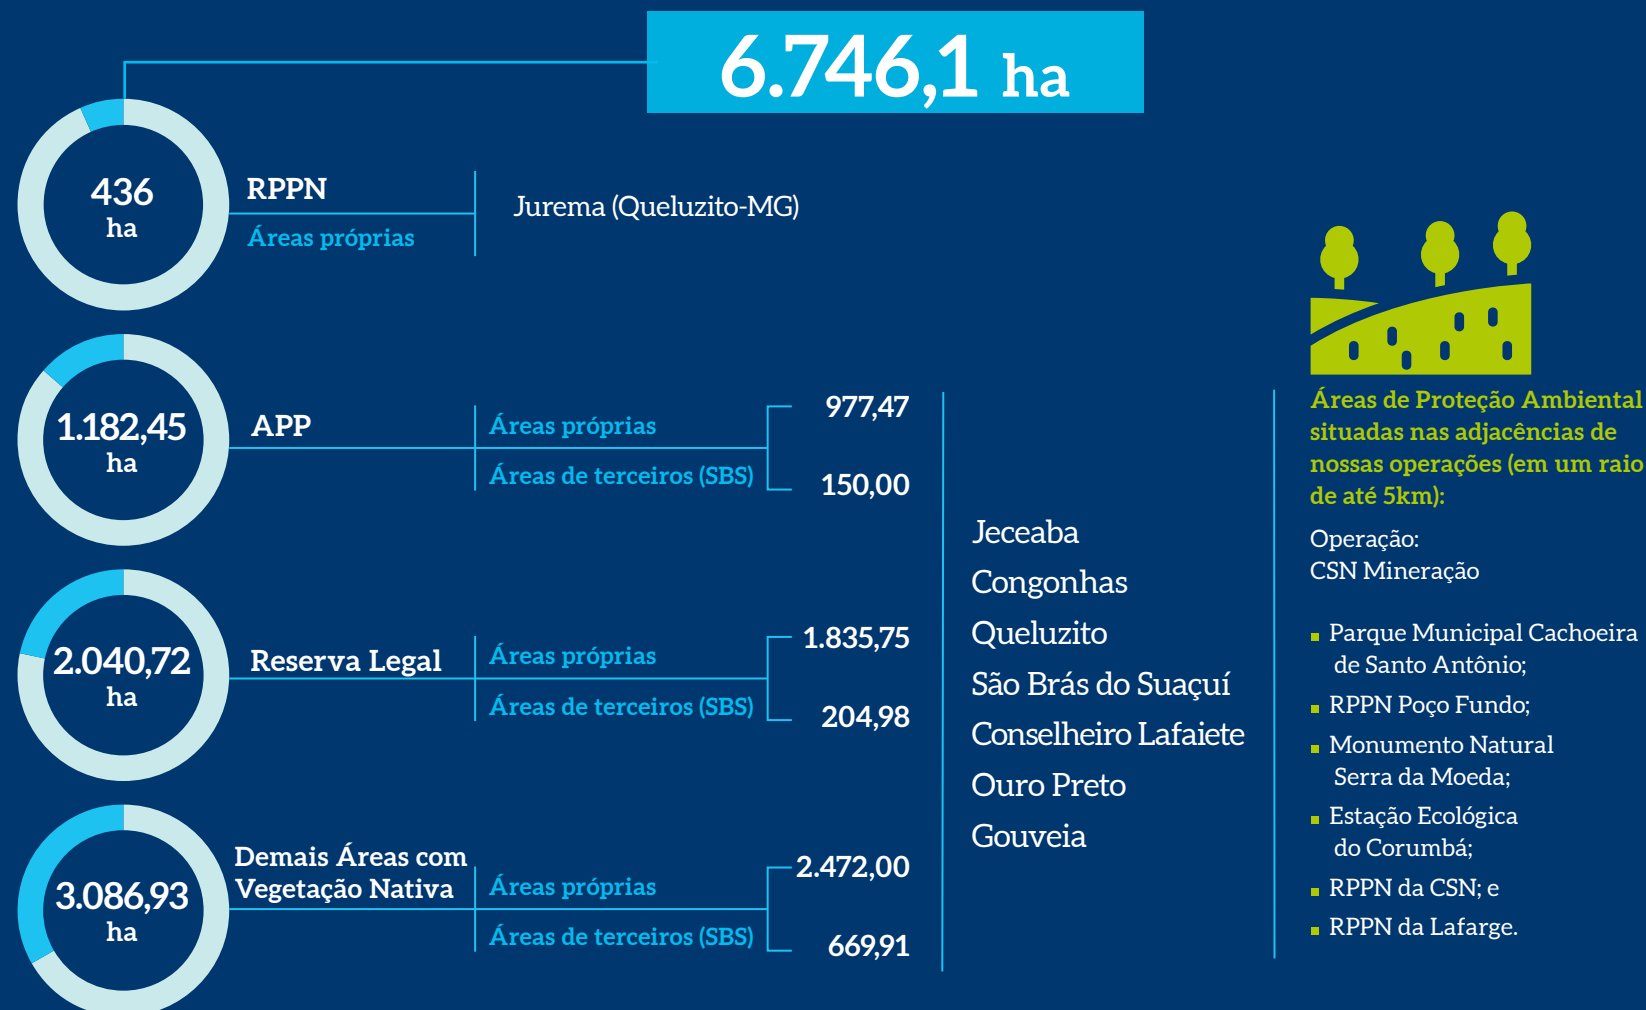 6.746,1 ha
436
ha
RPPN
Áreas próprias
Jurema (Queluzito-MG)
1.182,45
ha
APP
Áreas próprias
Áreas de terceiros (SBS)
977,47
150,00
2.040,72
ha
Reserva Legal
Áreas próprias
Áreas de terceiros (SBS)
1.835,75
204,98
3.086,93
ha
Demais Áreas com
Vegetação Nativa
Áreas próprias
Áreas de terceiros (SBS)
2.472,00
669,91
Jeceaba
Congonhas
Queluzito
São Brás do Suaçuí
Conselheiro Lafaiete
Ouro Preto
Gouveia
Áreas de Proteção Ambiental
situadas nas adjacências de
nossas operações (em um raio
de até 5km):
Operação:
CSN Mineração
Parque Municipal Cachoeira
de Santo Antônio;
RPPN Poço Fundo;
Monumento Natural
Serra da Moeda;
Estação Ecológica
do Corumbá;
RPPN da CSN; e
RPPN da Lafarge.